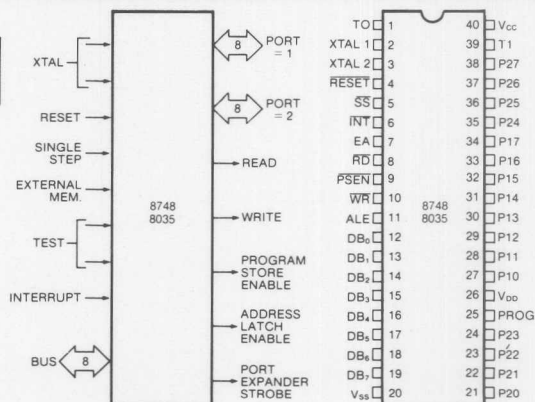 XTAL
RESET
SINGLE
STEP
EXTERNAL
MEM.
TEST
INTERRUPT
BUS
8
8748
8035
8
PORT
= 1
8
PORT
= 2
READ
WRITE
PROGRAM
STORE
ENABLE
ADDRESS
LATCH
ENABLE
PORT
EXPANDER
STROBE
TO 1
XTAL 1 2
XTAL 2 3
RESET 4
SS 5
INT 6
EA 7
RD 8
PSEN 9
WR 10
ALE 11
DB0 12
DB1 13
DB2 14
DB3 15
DB4 16
DB5 17
DB6 18
DB7 19
VSS 20
8748
8035
40 VCC
39 T1
38 P27
37 P26
36 P25
35 P24
34 P17
33 P16
32 P15
31 P14
30 P13
29 P12
28 P11
27 P10
26 VDD
25 PROG
24 P23
23 P22
22 P21
21 P20